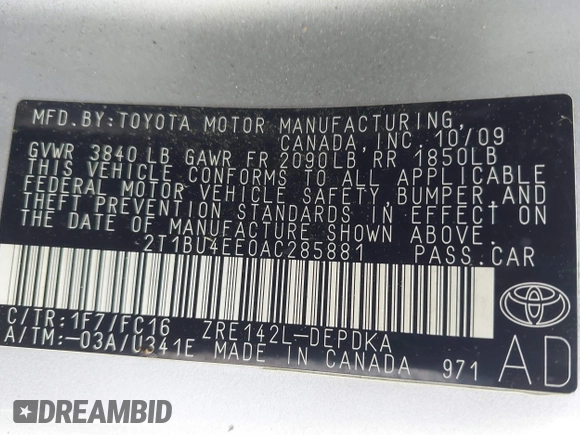 MFD.BY:TOYOTA MOTOR MANUFACTURING,
CANADA, INC. 10/09
GVWR 3840 LB GAWR FR 2090LB RR 1850LB
THIS VEHICLE CONFORMS TO ALL APPLICABLE
FEDERAL MOTOR VEHICLE SAFETY, BUMPER, AND
THEFT PREVENTION STANDARDS IN EFFECT ON
THE DATE OF MANUFACTURE SHOWN ABOVE.
2T1BU4EE0AC285881 PASS.CAR
C/TR:1F7/FC16 ZRE142L-DEPDKA
A/TM:-03A/U341E MADE IN CANADA 971
TOYOTA
AD
DREAMBID